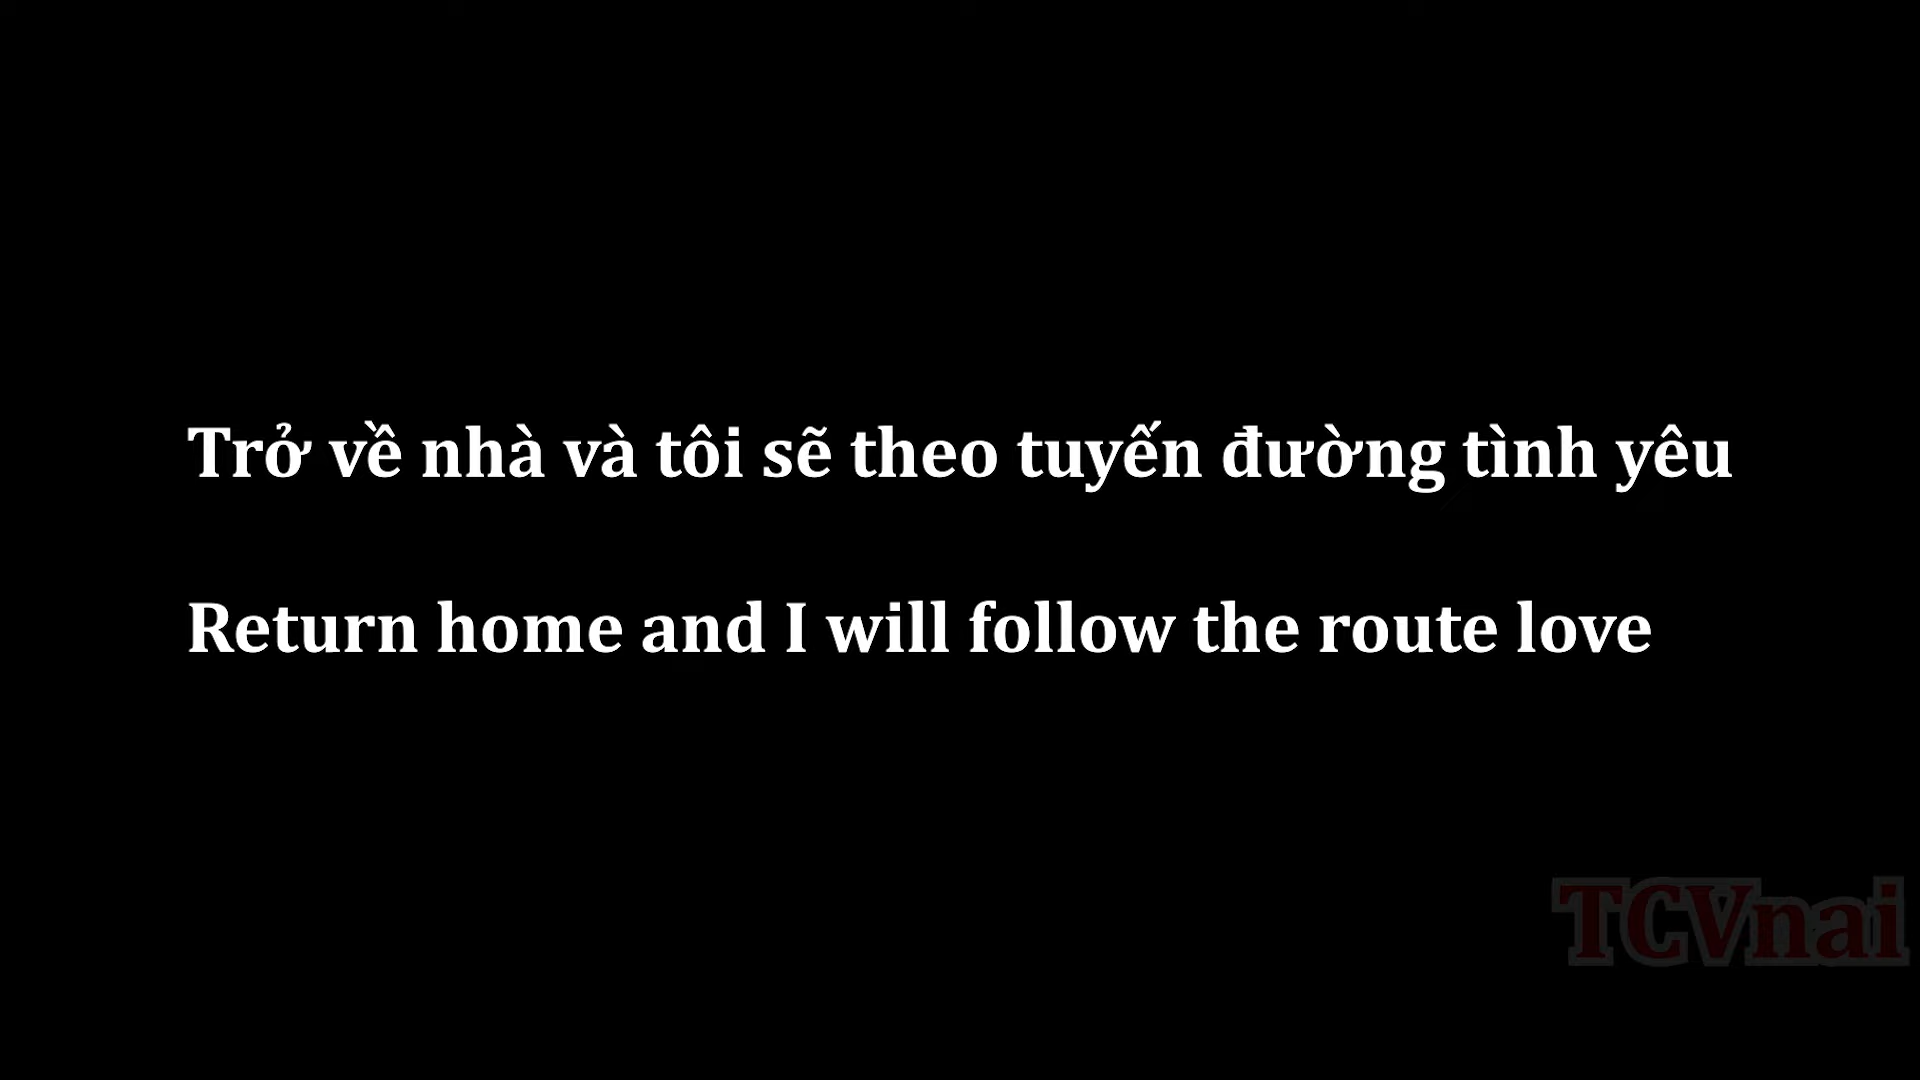 Trở về nhà và tôi sẽ theo tuyến đường tình yêu
Return home and I will follow the route love
TCVnai